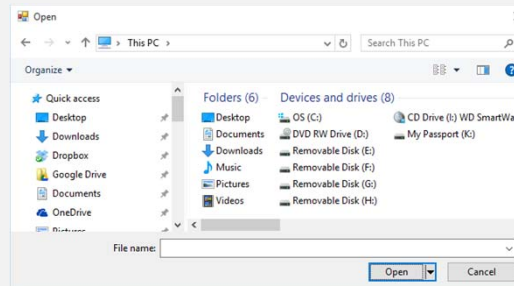 Open
This PC
Search This PC
Organize
Quick access
Desktop
Downloads
Dropbox
Google Drive
Documents
OneDrive
Pictures
Folders (6)
Desktop
Documents
Downloads
Music
Pictures
Videos
Devices and drives (8)
OS (C:)
DVD RW Drive (D:)
Removable Disk (E:)
Removable Disk (F:)
Removable Disk (G:)
Removable Disk (H:)
CD Drive (I:) WD SmartWa
My Passport (K:)
File name:
Open
Cancel